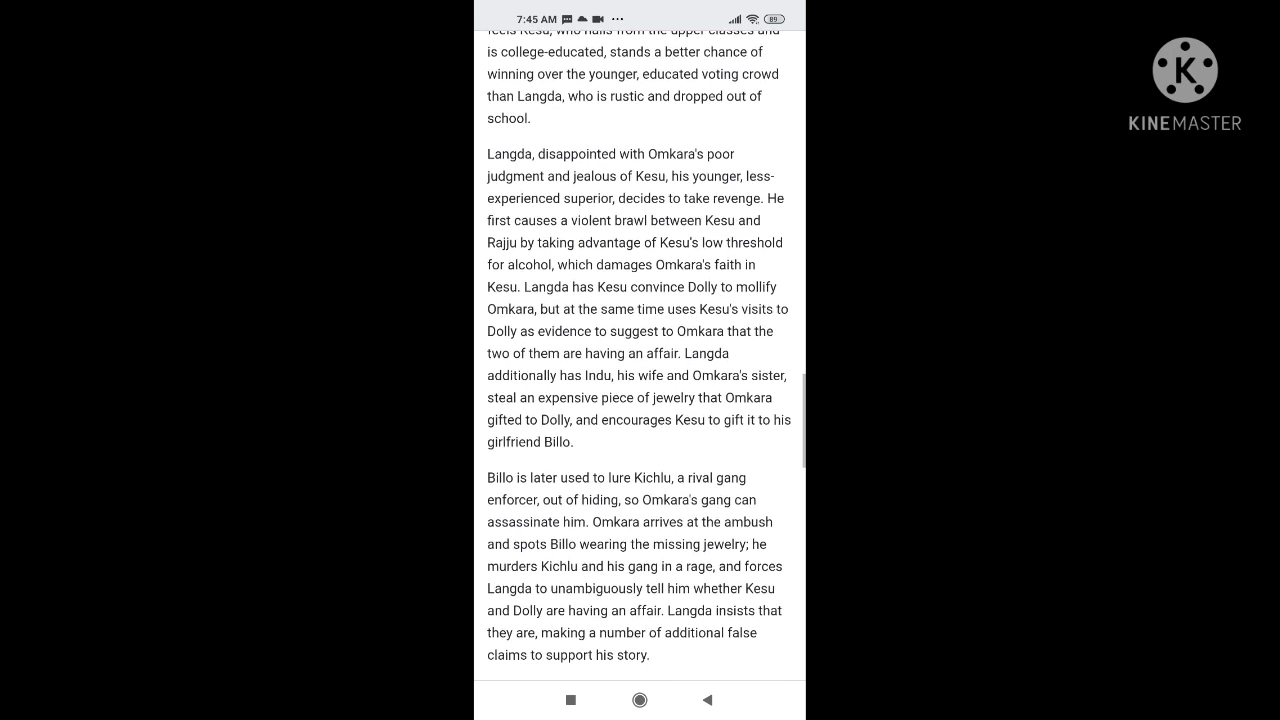 7:45 AM
89
feels Kesu, who hails from the upper classes and
is college-educated, stands a better chance of
winning over the younger, educated voting crowd
than Langda, who is rustic and dropped out of
school.
Langda, disappointed with Omkara's poor
judgment and jealous of Kesu, his younger, less-
experienced superior, decides to take revenge. He
first causes a violent brawl between Kesu and
Rajju by taking advantage of Kesu's low threshold
for alcohol, which damages Omkara's faith in
Kesu. Langda has Kesu convince Dolly to mollify
Omkara, but at the same time uses Kesu's visits to
Dolly as evidence to suggest to Omkara that the
two of them are having an affair. Langda
additionally has Indu, his wife and Omkara's sister,
steal an expensive piece of jewelry that Omkara
gifted to Dolly, and encourages Kesu to gift it to his
girlfriend Billo.
Billo is later used to lure Kichlu, a rival gang
enforcer, out of hiding, so Omkara's gang can
assassinate him. Omkara arrives at the ambush
and spots Billo wearing the missing jewelry; he
murders Kichlu and his gang in a rage, and forces
Langda to unambiguously tell him whether Kesu
and Dolly are having an affair. Langda insists that
they are, making a number of additional false
claims to support his story.
K
KINEMASTER